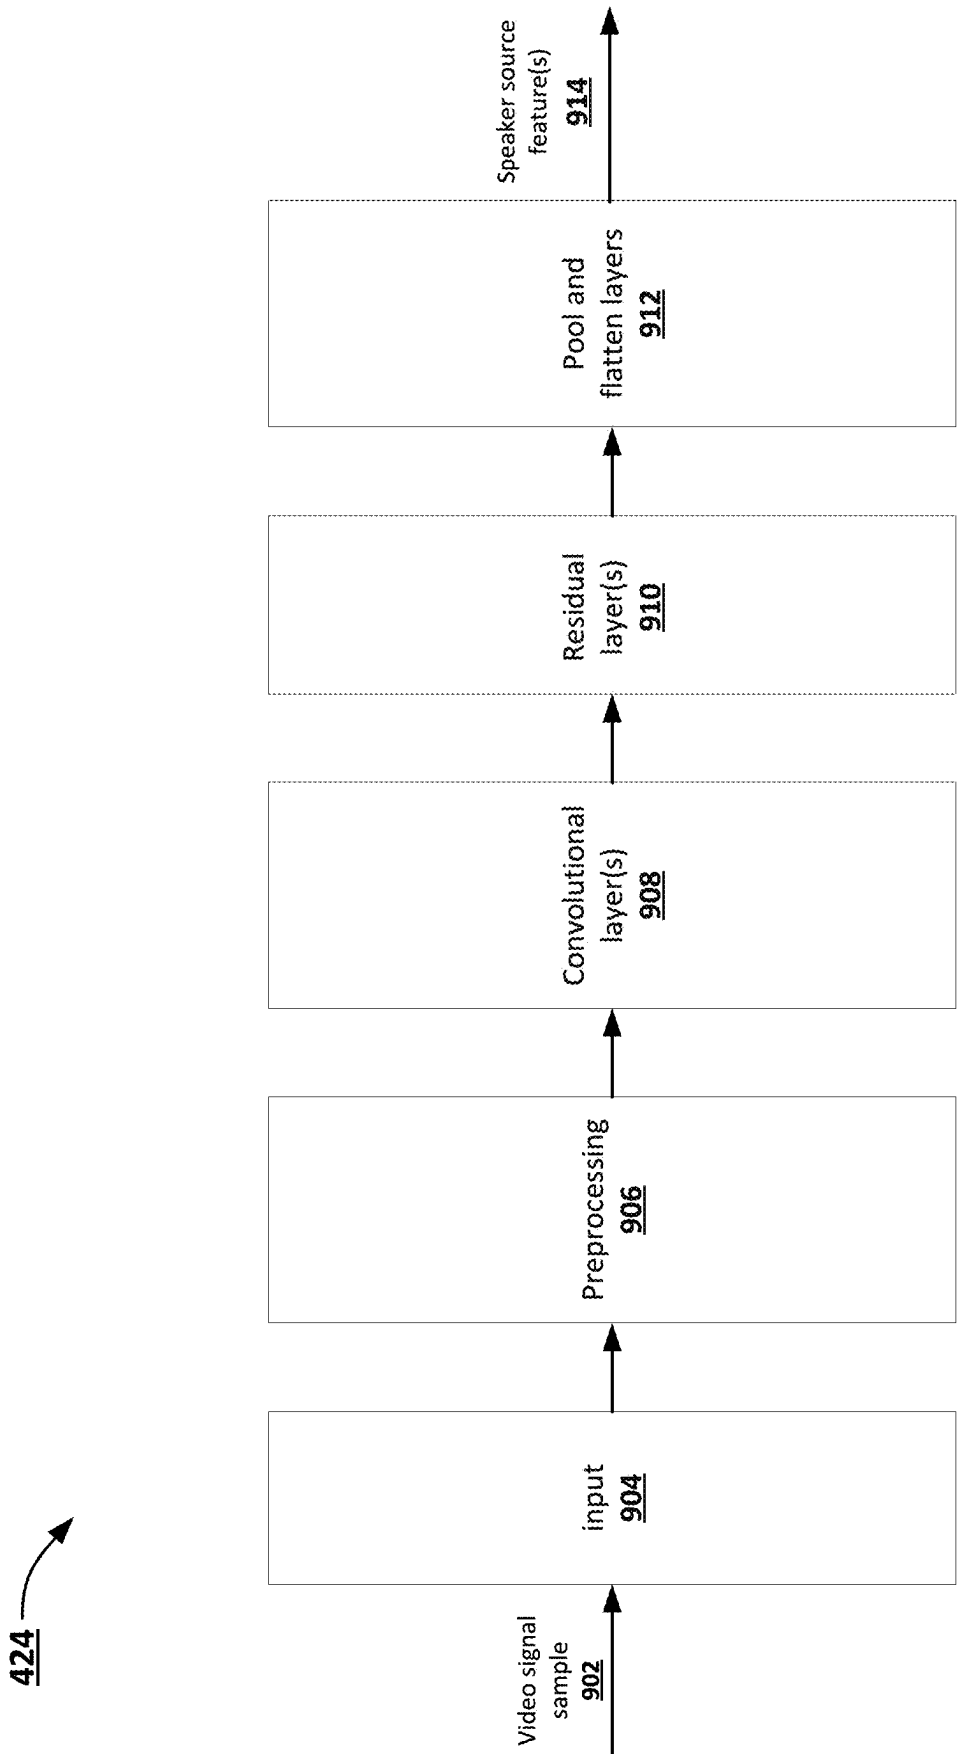 424
Video signal
sample
902
input
904
Preprocessing
906
Convolutional
layer(s)
908
Residual
layer(s)
910
Pool and
flatten layers
912
Speaker source
feature(s)
914